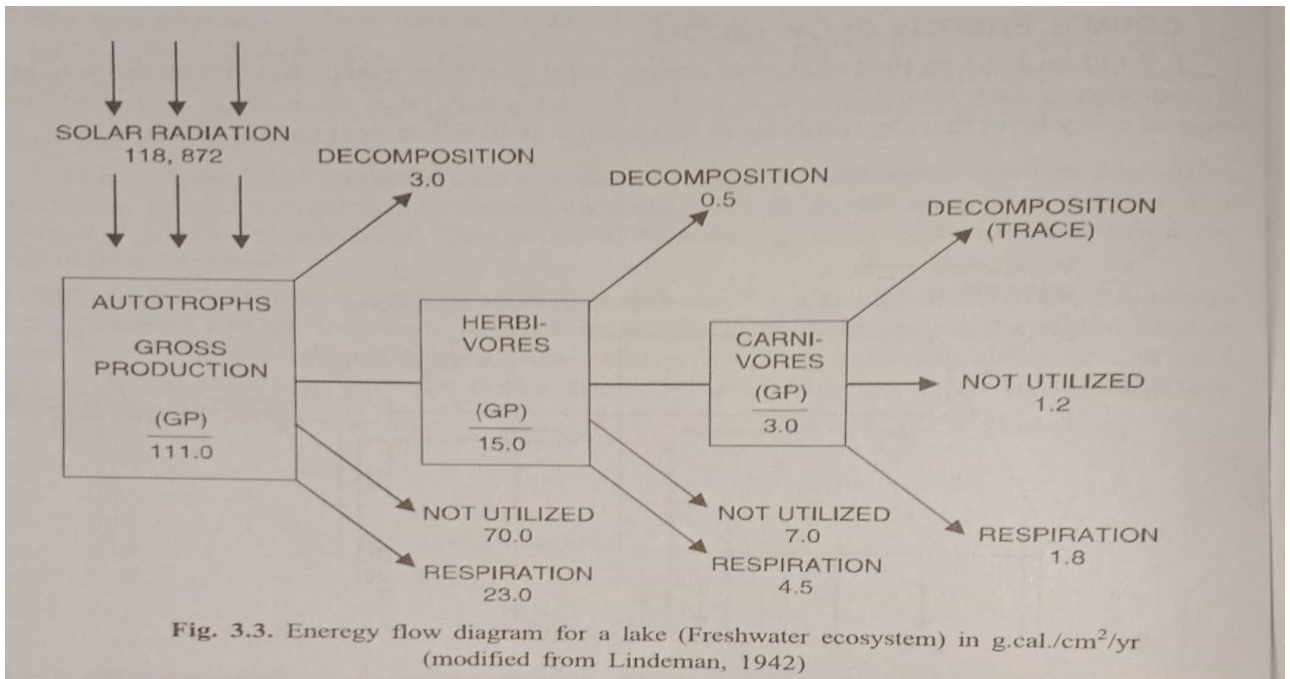 SOLAR RADIATION
118, 872
DECOMPOSITION
3.0
DECOMPOSITION
0.5
DECOMPOSITION
(TRACE)
AUTOTROPHS
GROSS
PRODUCTION
(GP)
111.0
HERBI-
VORES
(GP)
15.0
CARNI-
VORES
(GP)
3.0
NOT UTILIZED
1.2
NOT UTILIZED
70.0
RESPIRATION
23.0
NOT UTILIZED
7.0
RESPIRATION
4.5
RESPIRATION
1.8
Fig. 3.3. Eneregy flow diagram for a lake (Freshwater ecosystem) in g.cal./cm²/yr
(modified from Lindeman, 1942)